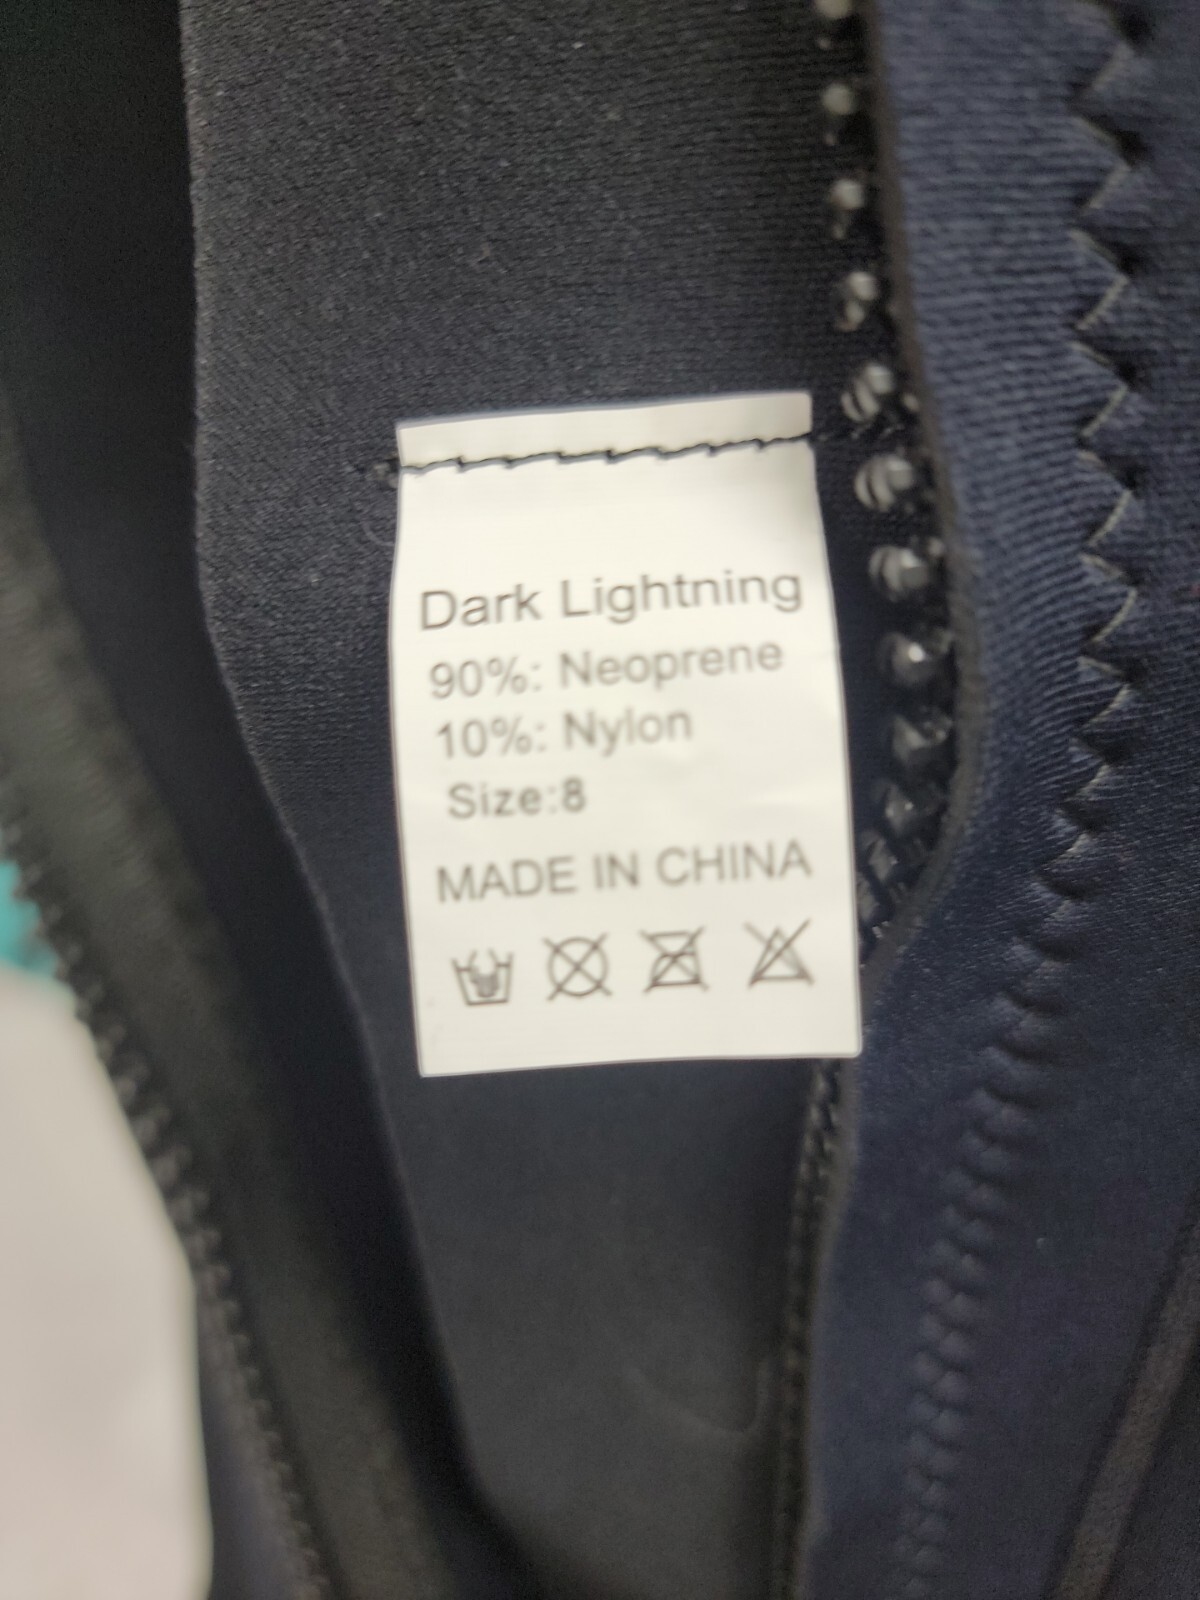 Dark Lightning
90%: Neoprene
10%: Nylon
Size:8
MADE IN CHINA